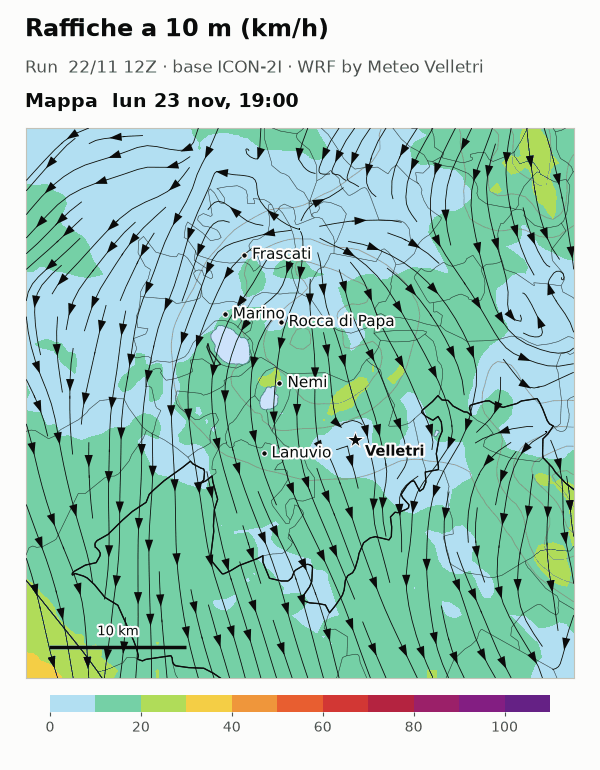 Raffiche a 10 m (km/h)
Run  22/11 12Z · base ICON-2I · WRF by Meteo Velletri
Mappa  lun 23 nov, 19:00
Frascati
Marino
Rocca di Papa
Nemi
Velletri
Lanuvio
10 km
0 20 40 60 80 100